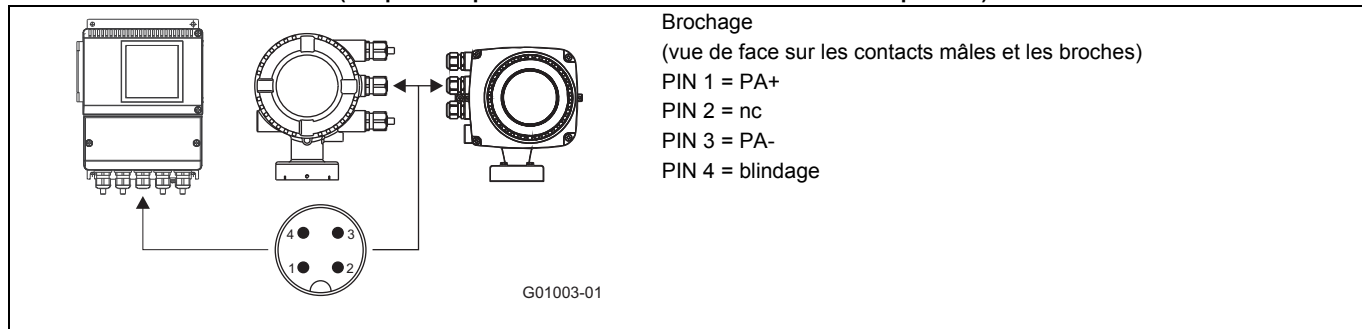 Brochage
(vue de face sur les contacts mâles et les broches)
PIN 1 = PA+
PIN 2 = nc
PIN 3 = PA-
PIN 4 = blindage
4 3
1 2
G01003-01